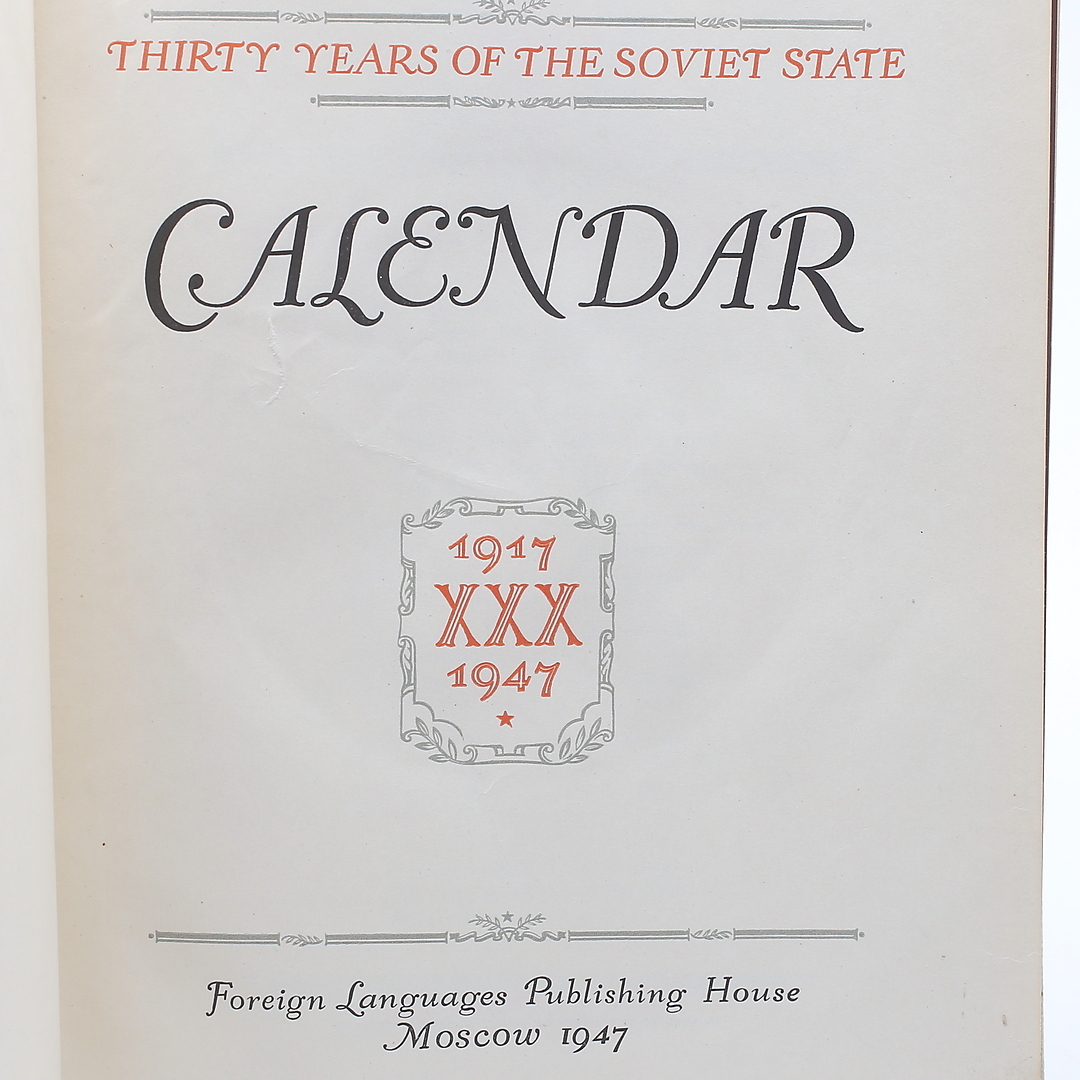 THIRTY YEARS OF THE SOVIET STATE
CALENDAR
1917
XXX
1947
Foreign Languages Publishing House
Moscow 1947